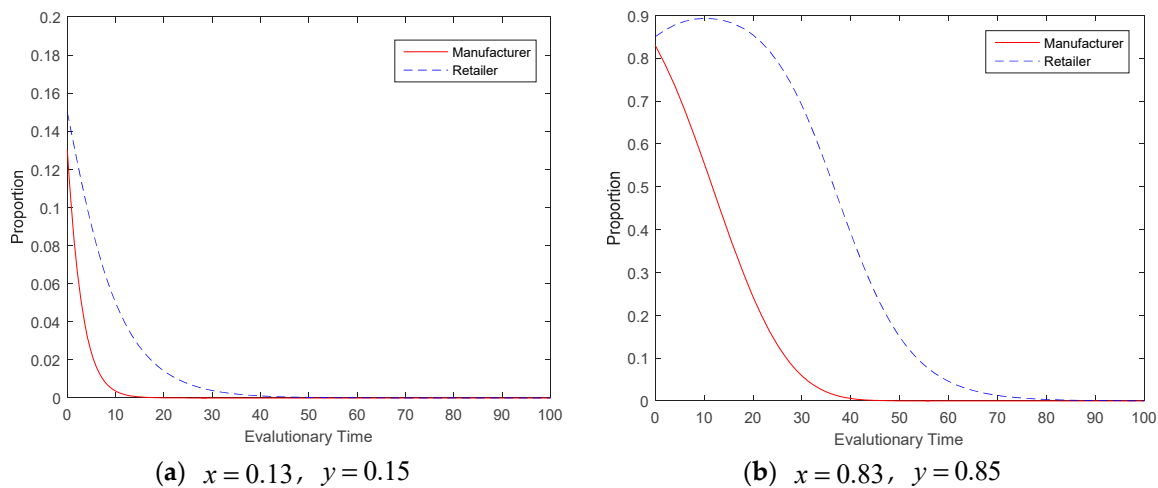 0.2
0.18
0.16
0.14
0.12
0.1
0.08
0.06
0.04
0.02
0
Proportion
Manufacturer
Retailer
0 10 20 30 40 50 60 70 80 90 100
Evalutionary Time
(a) x = 0.13, y = 0.15
0.9
0.8
0.7
0.6
0.5
0.4
0.3
0.2
0.1
0
Proportion
Manufacturer
Retailer
0 10 20 30 40 50 60 70 80 90 100
Evalutionary Time
(b) x = 0.83, y = 0.85